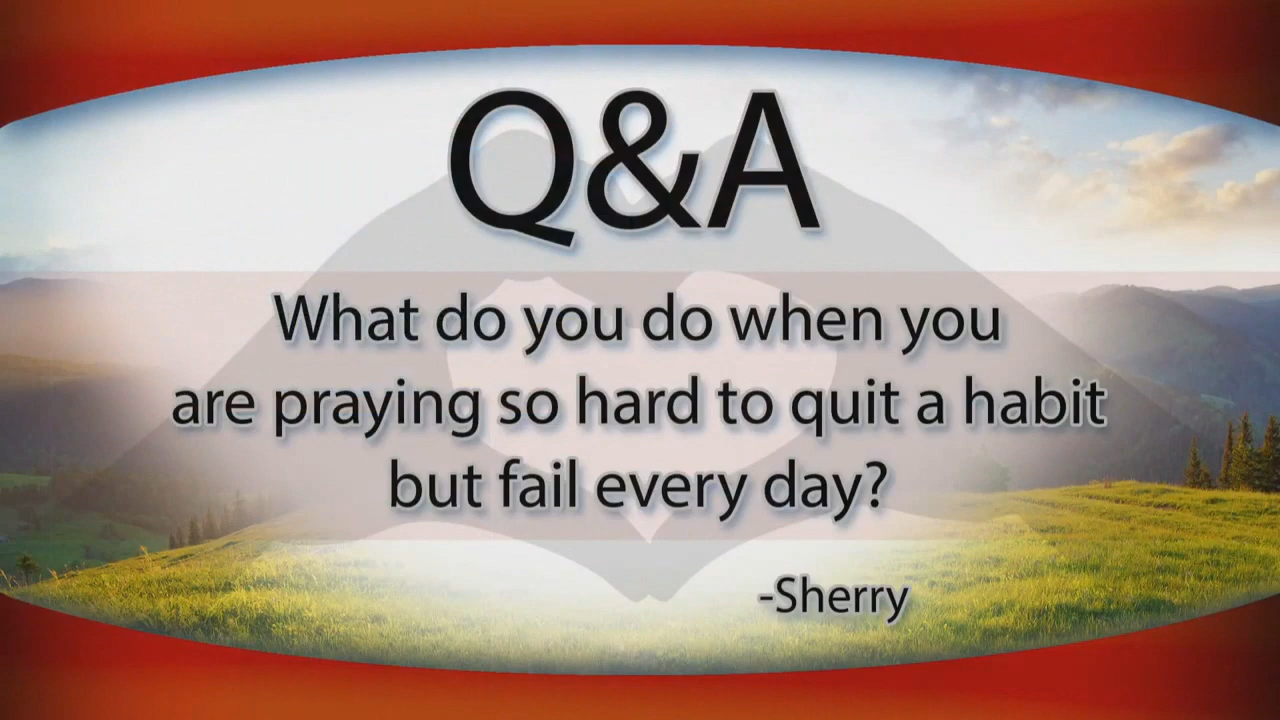 Q&A
What do you do when you
are praying so hard to quit a habit
but fail every day?
-Sherry